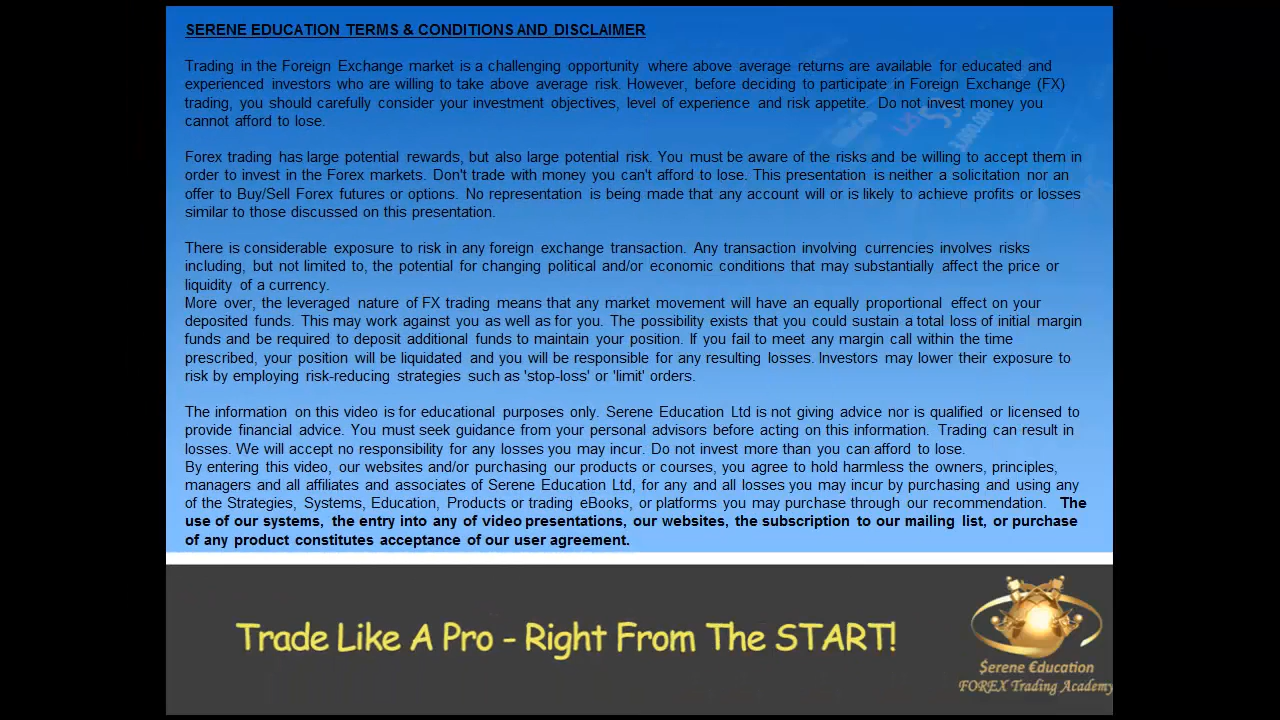 SERENE EDUCATION TERMS & CONDITIONS AND DISCLAIMER
Trading in the Foreign Exchange market is a challenging opportunity where above average returns are available for educated and
experienced investors who are willing to take above average risk. However, before deciding to participate in Foreign Exchange (FX)
trading, you should carefully consider your investment objectives, level of experience and risk appetite. Do not invest money you
cannot afford to lose.
Forex trading has large potential rewards, but also large potential risk. You must be aware of the risks and be willing to accept them in
order to invest in the Forex markets. Don't trade with money you can't afford to lose. This presentation is neither a solicitation nor an
offer to Buy/Sell Forex futures or options. No representation is being made that any account will or is likely to achieve profits or losses
similar to those discussed on this presentation.
There is considerable exposure to risk in any foreign exchange transaction. Any transaction involving currencies involves risks
including, but not limited to, the potential for changing political and/or economic conditions that may substantially affect the price or
liquidity of a currency.
More over, the leveraged nature of FX trading means that any market movement will have an equally proportional effect on your
deposited funds. This may work against you as well as for you. The possibility exists that you could sustain a total loss of initial margin
funds and be required to deposit additional funds to maintain your position. If you fail to meet any margin call within the time
prescribed, your position will be liquidated and you will be responsible for any resulting losses. Investors may lower their exposure to
risk by employing risk-reducing strategies such as 'stop-loss' or 'limit' orders.
The information on this video is for educational purposes only. Serene Education Ltd is not giving advice nor is qualified or licensed to
provide financial advice. You must seek guidance from your personal advisors before acting on this information. Trading can result in
losses. We will accept no responsibility for any losses you may incur. Do not invest more than you can afford to lose.
By entering this video, our websites and/or purchasing our products or courses, you agree to hold harmless the owners, principles,
managers and all affiliates and associates of Serene Education Ltd, for any and all losses you may incur by purchasing and using any
of the Strategies, Systems, Education, Products or trading eBooks, or platforms you may purchase through our recommendation. The
use of our systems, the entry into any of video presentations, our websites, the subscription to our mailing list, or purchase
of any product constitutes acceptance of our user agreement.
Trade Like A Pro - Right From The START!
$erene €ducation
FOREX Trading Academy